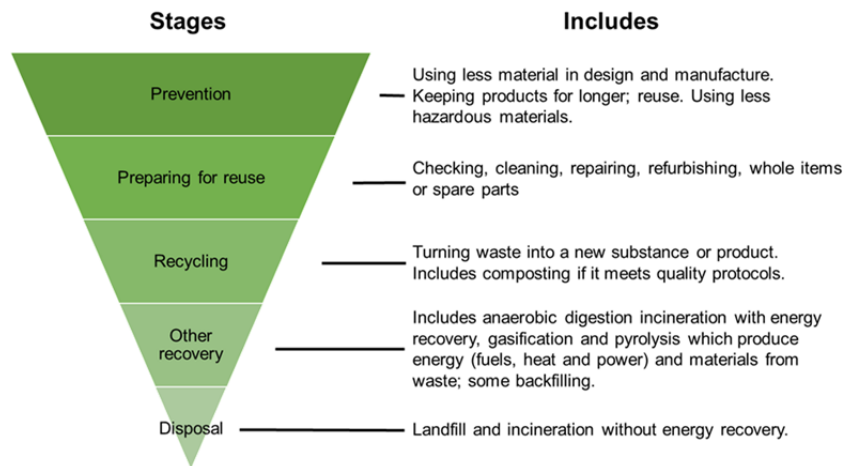 Stages
Includes
Prevention
Using less material in design and manufacture.
Keeping products for longer; reuse. Using less
hazardous materials.
Preparing for reuse
Checking, cleaning, repairing, refurbishing, whole items
or spare parts
Recycling
Turning waste into a new substance or product.
Includes composting if it meets quality protocols.
Other
recovery
Includes anaerobic digestion incineration with energy
recovery, gasification and pyrolysis which produce
energy (fuels, heat and power) and materials from
waste; some backfilling.
Disposal
Landfill and incineration without energy recovery.